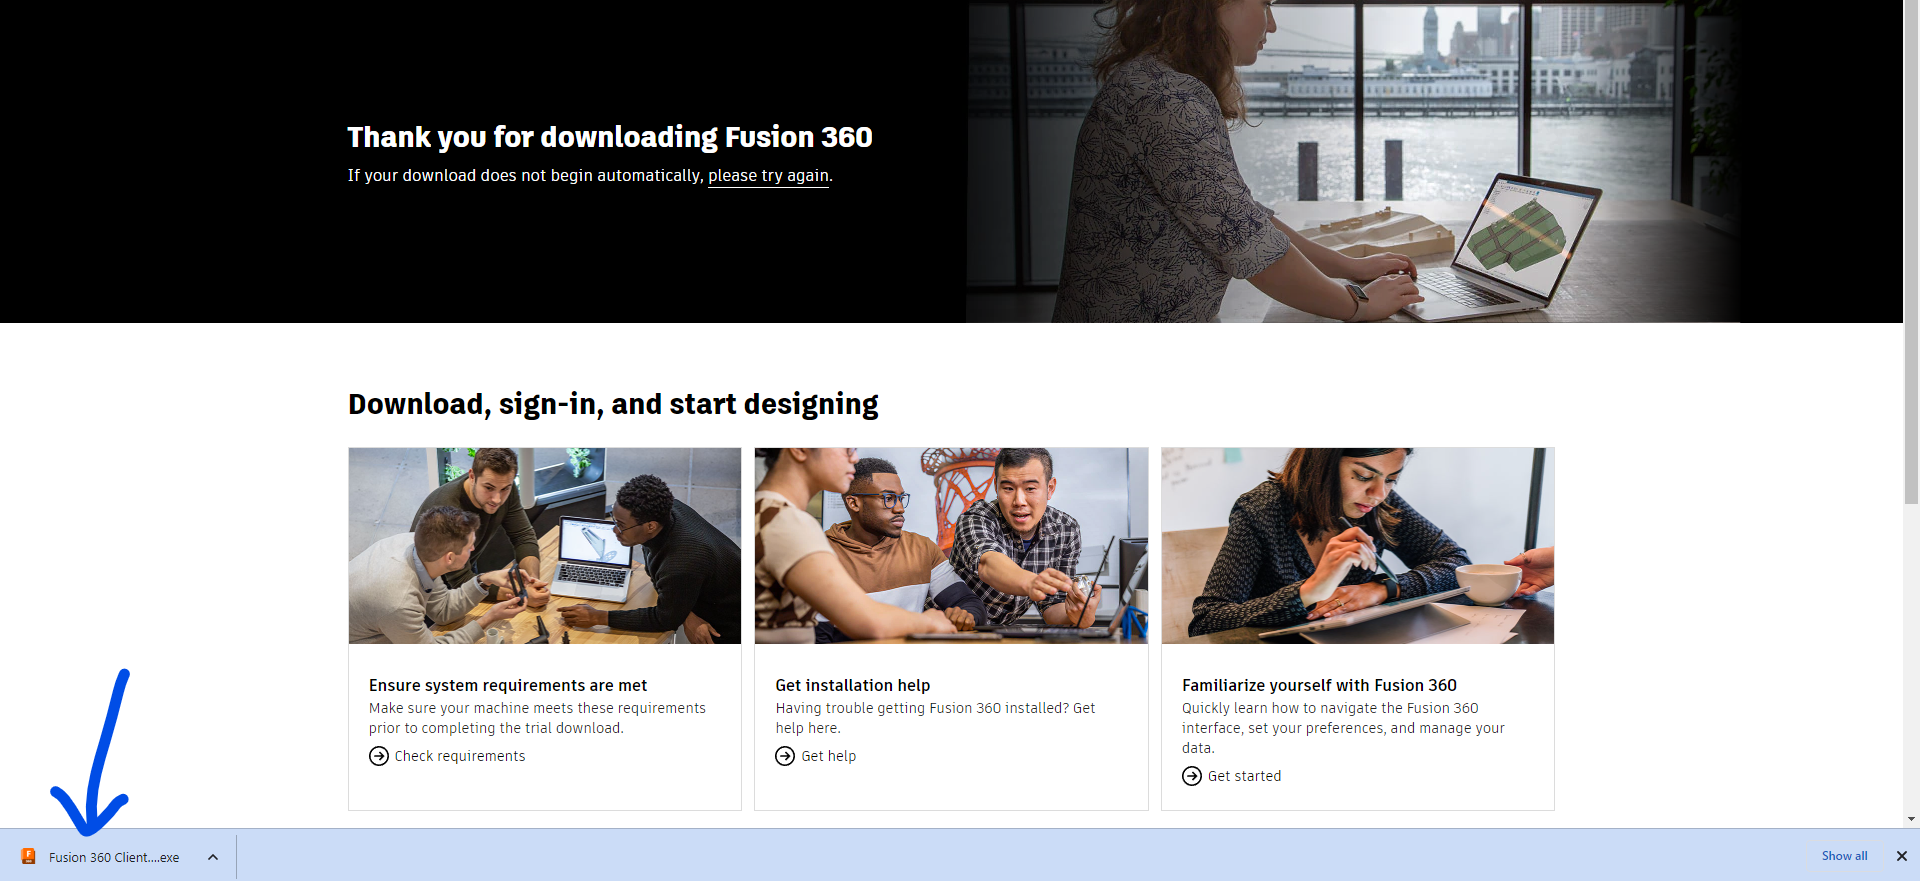 Thank you for downloading Fusion 360
If your download does not begin automatically, please try again.
Download, sign-in, and start designing
Ensure system requirements are met
Make sure your machine meets these requirements
prior to completing the trial download.
Check requirements
Get installation help
Having trouble getting Fusion 360 installed? Get
help here.
Get help
Familiarize yourself with Fusion 360
Quickly learn how to navigate the Fusion 360
interface, set your preferences, and manage your
data.
Get started
Fusion 360 Client....exe
Show all